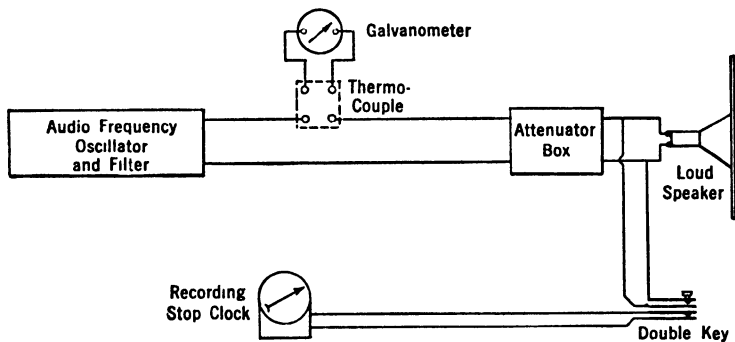 Galvanometer
Thermo-
Couple
Audio Frequency
Oscillator
and Filter
Attenuator
Box
Loud
Speaker
Recording
Stop Clock
Double Key